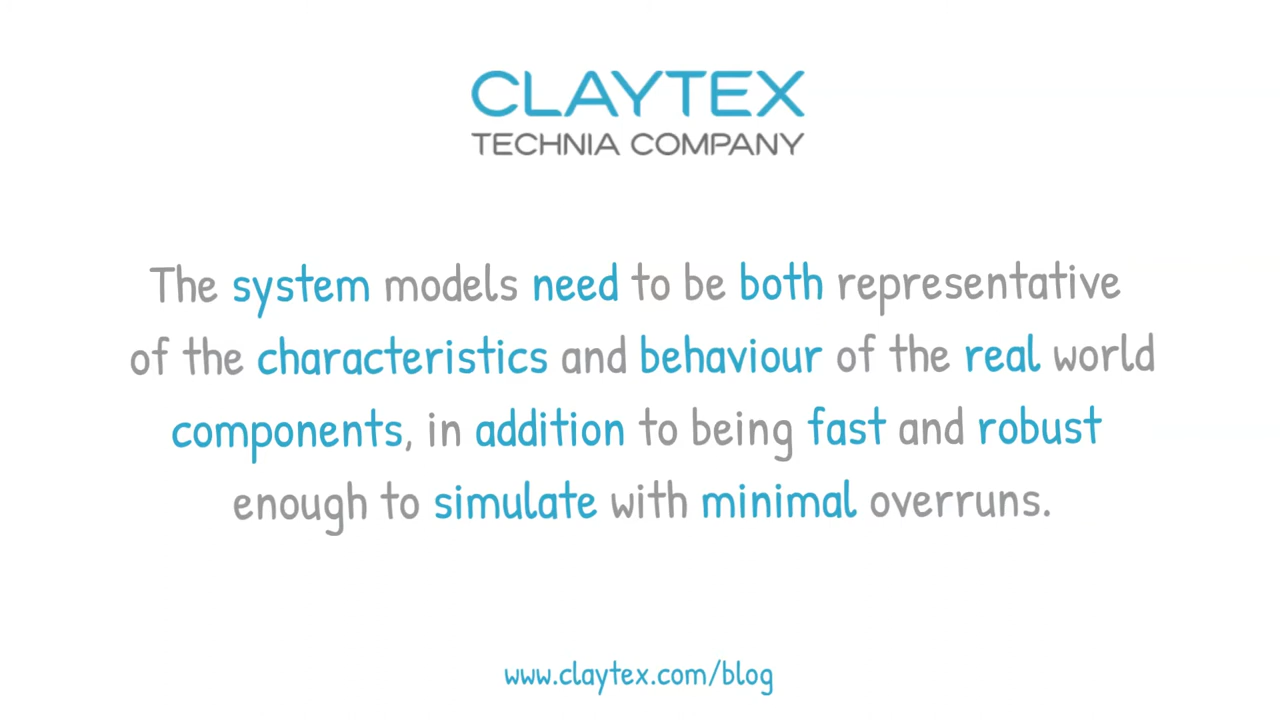 CLAYTEX
TECHNIA COMPANY
The system models need to be both representative
of the characteristics and behaviour of the real world
components, in addition to being fast and robust
enough to simulate with minimal overruns.
www.claytex.com/blog